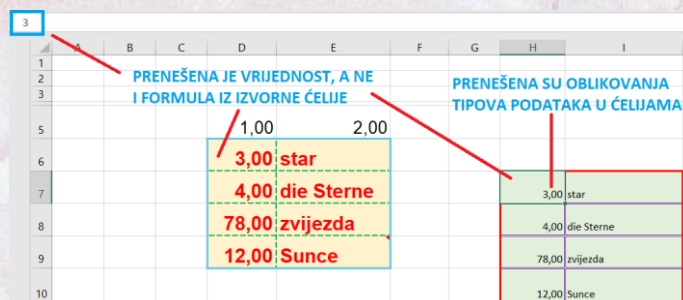 3
A B C D E F G H I
1
2
PRENEŠENA JE VRIJEDNOST, A NE
I FORMULA IZ IZVORNE ĆELIJE
PRENEŠENA SU OBLIKOVANJA
TIPOVA PODATAKA U ĆELIJAMA
3
5 1,00 2,00
6 3,00 star
7 4,00 die Sterne 3,00 star
8 78,00 zvijezda 4,00 die Sterne
9 12,00 Sunce 78,00 zvijezda
10 12,00 Sunce